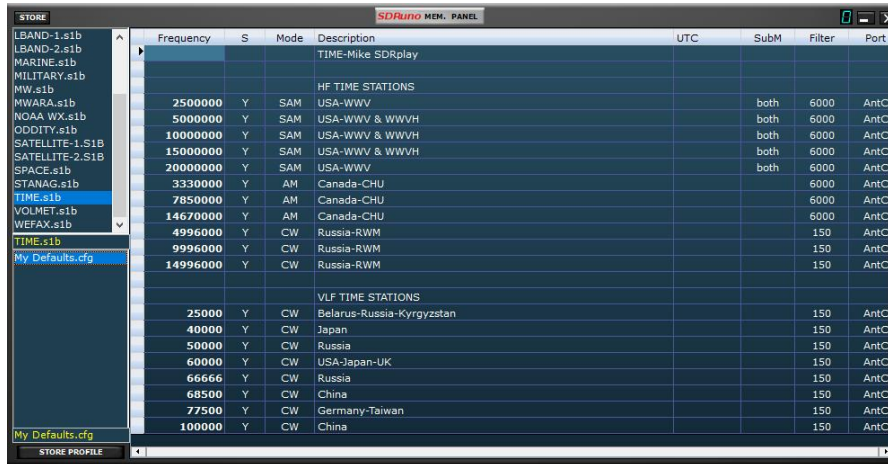 STORE
SDRuno MEM. PANEL
0
LBAND-1.s1b
LBAND-2.s1b
MARINE.s1b
MILITARY.s1b
MW.s1b
MWARA.s1b
NOAA WX.s1b
ODDITY.s1b
SATELLITE-1.S1B
SATELLITE-2.S1B
SPACE.s1b
STANAG.s1b
TIME.s1b
VOLMET.s1b
WEFAX.s1b
TIME.s1b
My Defaults.cfg
My Defaults.cfg
STORE PROFILE
Frequency S Mode Description UTC SubM Filter Port
TIME-Mike SDRplay
HF TIME STATIONS
2500000 Y SAM USA-WWV both 6000 AntC
5000000 Y SAM USA-WWV & WWVH both 6000 AntC
10000000 Y SAM USA-WWV & WWVH both 6000 AntC
15000000 Y SAM USA-WWV & WWVH both 6000 AntC
20000000 Y SAM USA-WWV both 6000 AntC
3330000 Y AM Canada-CHU 6000 AntC
7850000 Y AM Canada-CHU 6000 AntC
14670000 Y AM Canada-CHU 6000 AntC
4996000 Y CW Russia-RWM 150 AntC
9996000 Y CW Russia-RWM 150 AntC
14996000 Y CW Russia-RWM 150 AntC
VLF TIME STATIONS
25000 Y CW Belarus-Russia-Kyrgyzstan 150 AntC
40000 Y CW Japan 150 AntC
50000 Y CW Russia 150 AntC
60000 Y CW USA-Japan-UK 150 AntC
66666 Y CW Russia 150 AntC
68500 Y CW China 150 AntC
77500 Y CW Germany-Taiwan 150 AntC
100000 Y CW China 150 AntC